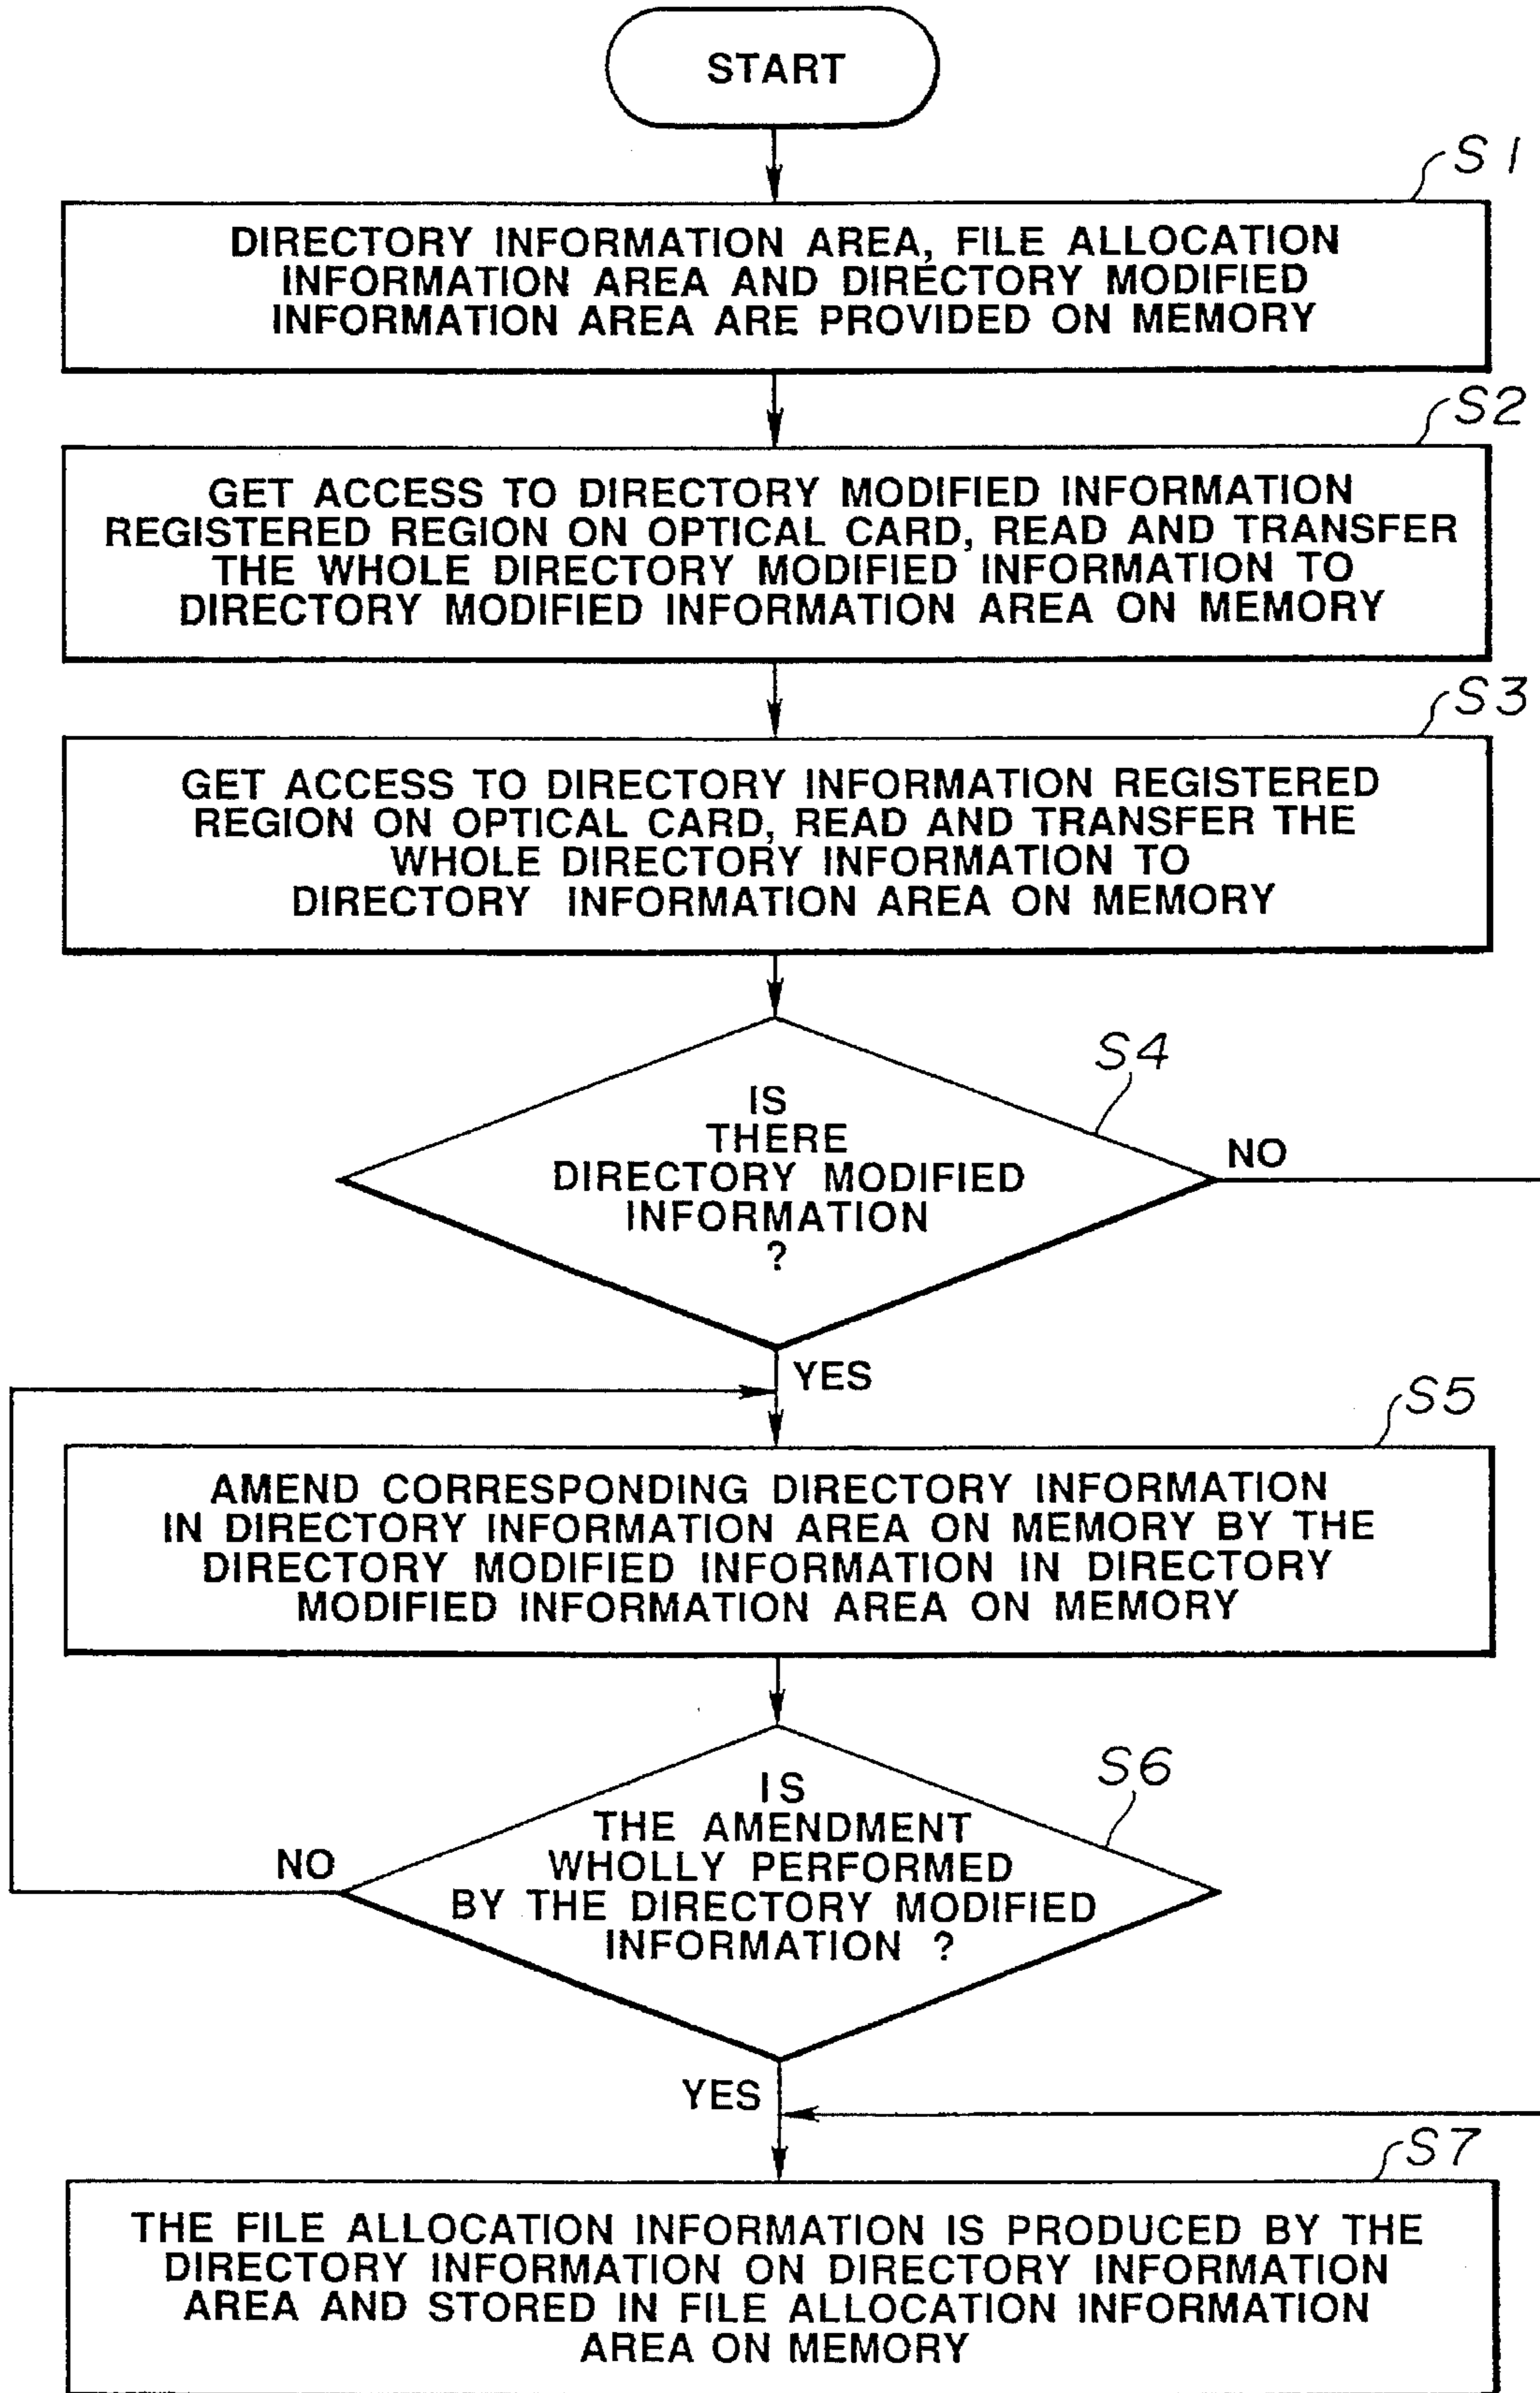 START
S1
DIRECTORY INFORMATION AREA, FILE ALLOCATION
INFORMATION AREA AND DIRECTORY MODIFIED
INFORMATION AREA ARE PROVIDED ON MEMORY
S2
GET ACCESS TO DIRECTORY MODIFIED INFORMATION
REGISTERED REGION ON OPTICAL CARD, READ AND TRANSFER
THE WHOLE DIRECTORY MODIFIED INFORMATION TO
DIRECTORY MODIFIED INFORMATION AREA ON MEMORY
S3
GET ACCESS TO DIRECTORY INFORMATION REGISTERED
REGION ON OPTICAL CARD, READ AND TRANSFER THE
WHOLE DIRECTORY INFORMATION TO
DIRECTORY INFORMATION AREA ON MEMORY
S4
IS
THERE
DIRECTORY MODIFIED
INFORMATION
?
NO
YES
S5
AMEND CORRESPONDING DIRECTORY INFORMATION
IN DIRECTORY INFORMATION AREA ON MEMORY BY THE
DIRECTORY MODIFIED INFORMATION IN DIRECTORY
MODIFIED INFORMATION AREA ON MEMORY
S6
IS
THE AMENDMENT
WHOLLY PERFORMED
BY THE DIRECTORY MODIFIED
INFORMATION ?
NO
YES
S7
THE FILE ALLOCATION INFORMATION IS PRODUCED BY THE
DIRECTORY INFORMATION ON DIRECTORY INFORMATION
AREA AND STORED IN FILE ALLOCATION INFORMATION
AREA ON MEMORY